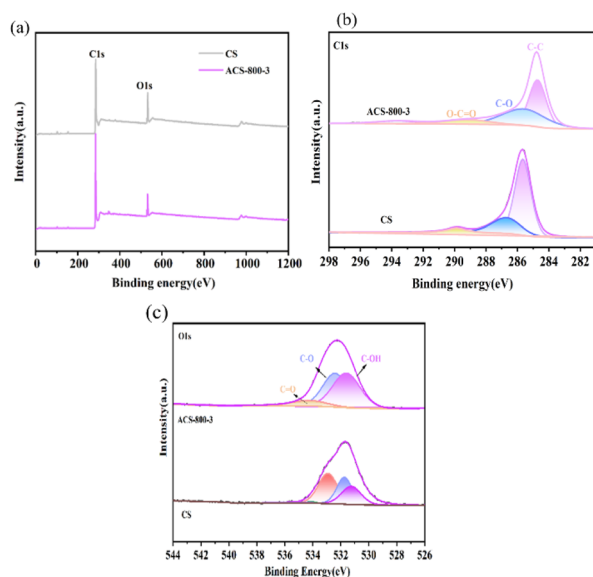 (a)
C1s
O1s
CS
ACS-800-3
Intensity(a.u.)
0 200 400 600 800 1000 1200
Binding energy(eV)
(b)
C1s
C-C
ACS-800-3
O-C=O
C-O
CS
Intensity(a.u.)
298 296 294 292 290 288 286 284 282
Binding energy(eV)
(c)
O1s
C-O
C-OH
C=O
ACS-800-3
CS
Intensity(a.u.)
544 542 540 538 536 534 532 530 528 526
Binding Energy(eV)